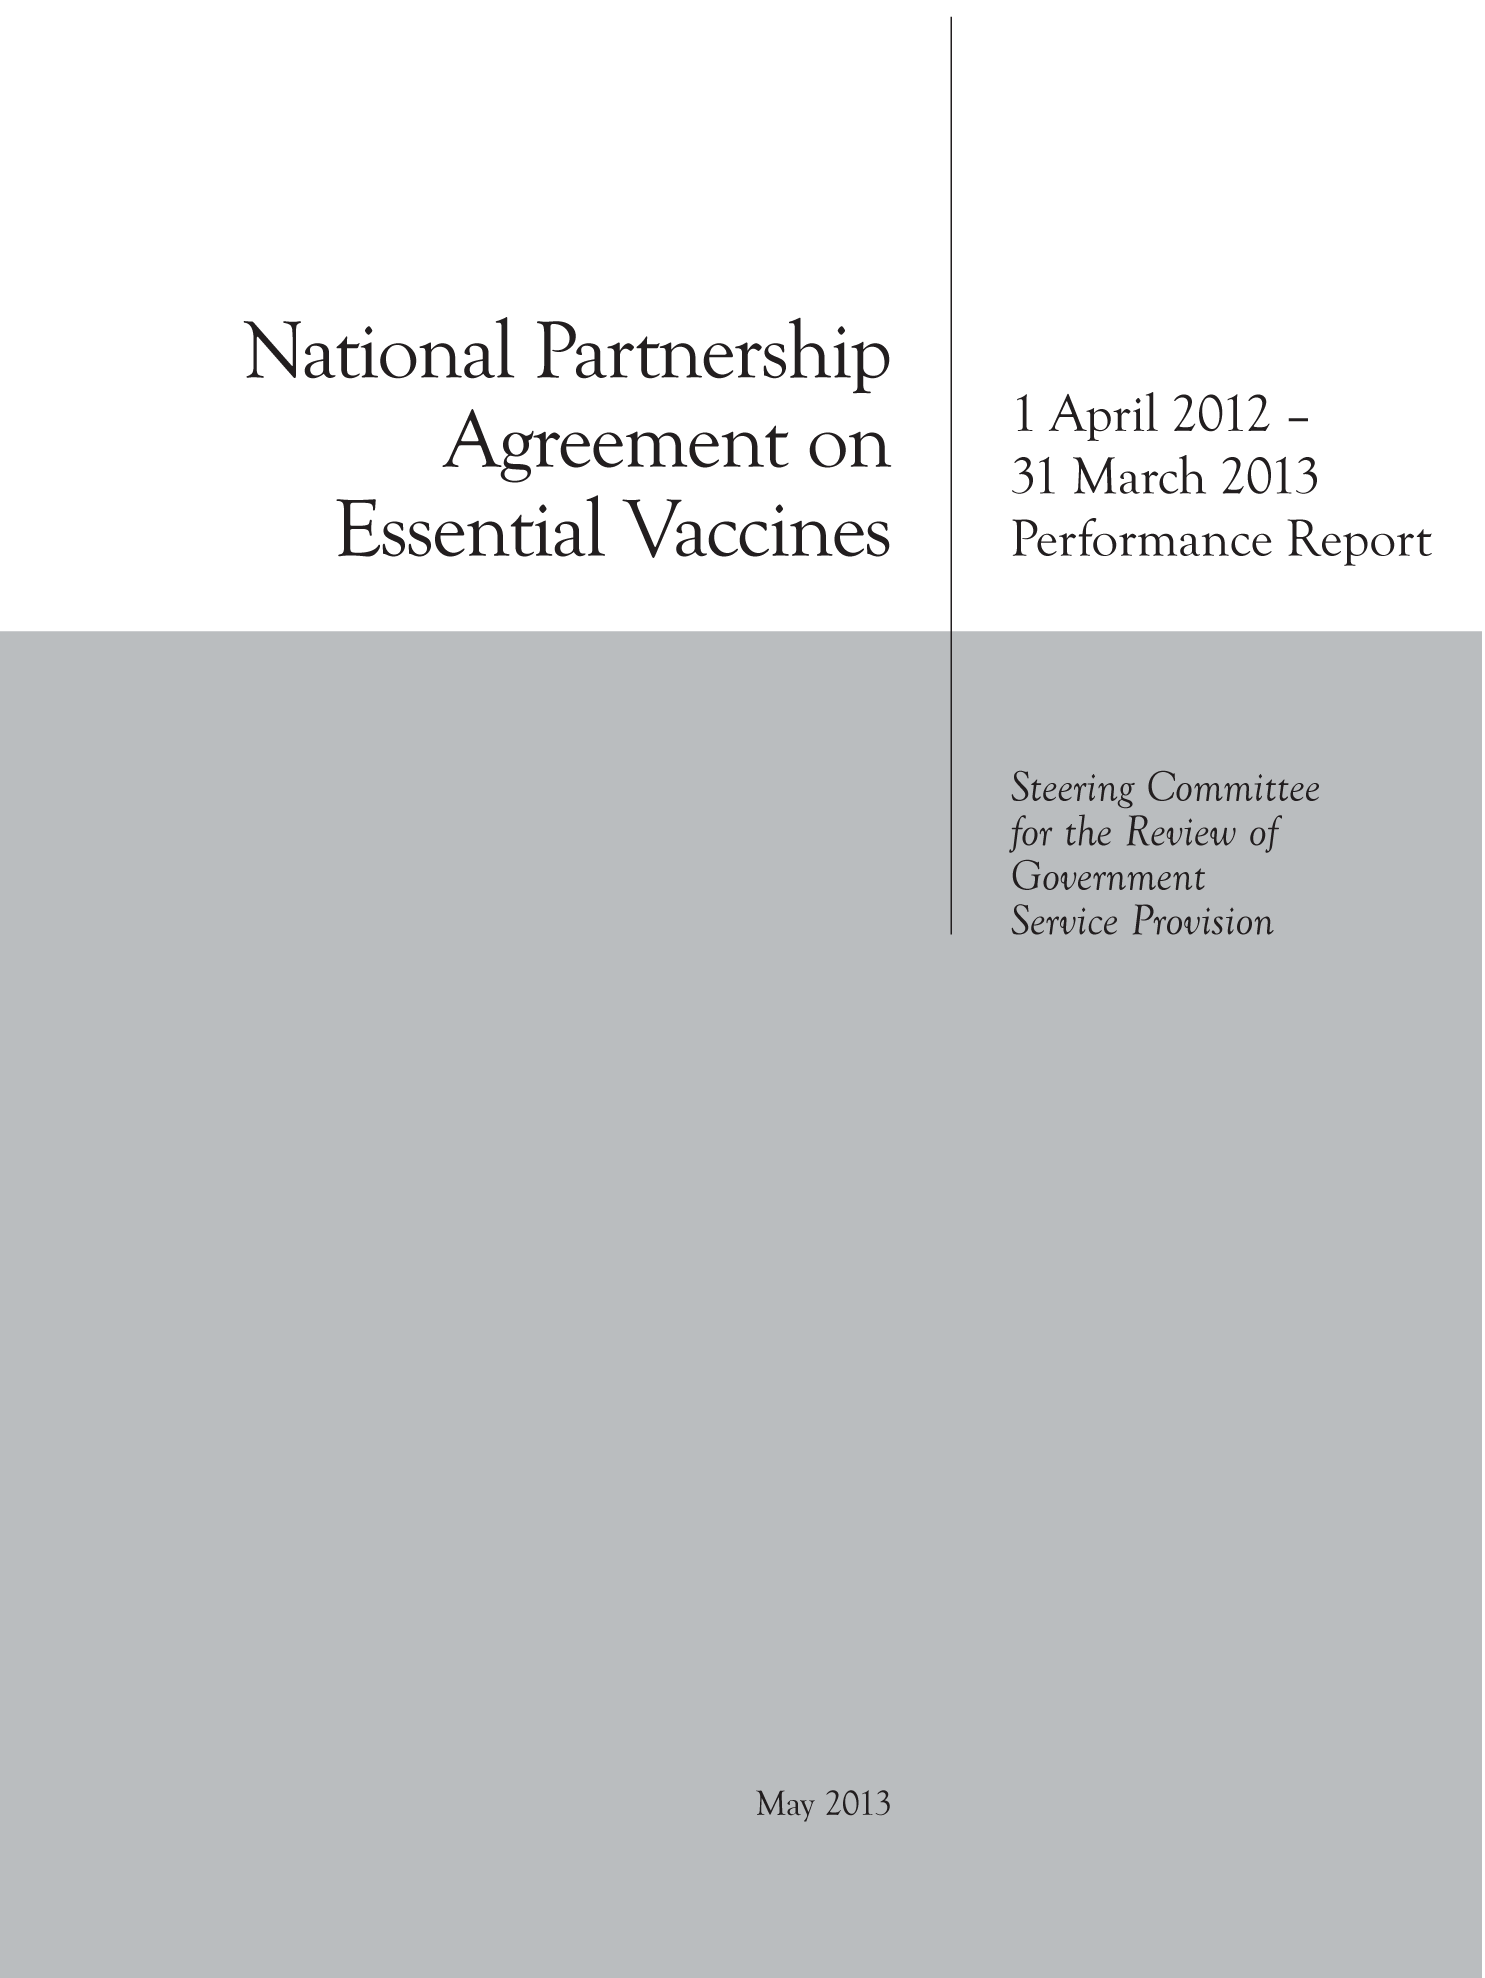 National Partnership
Agreement on
Essential Vaccines
1 April 2012 –
31 March 2013
Performance Report
Steering Committee
for the Review of
Government
Service Provision
May 2013